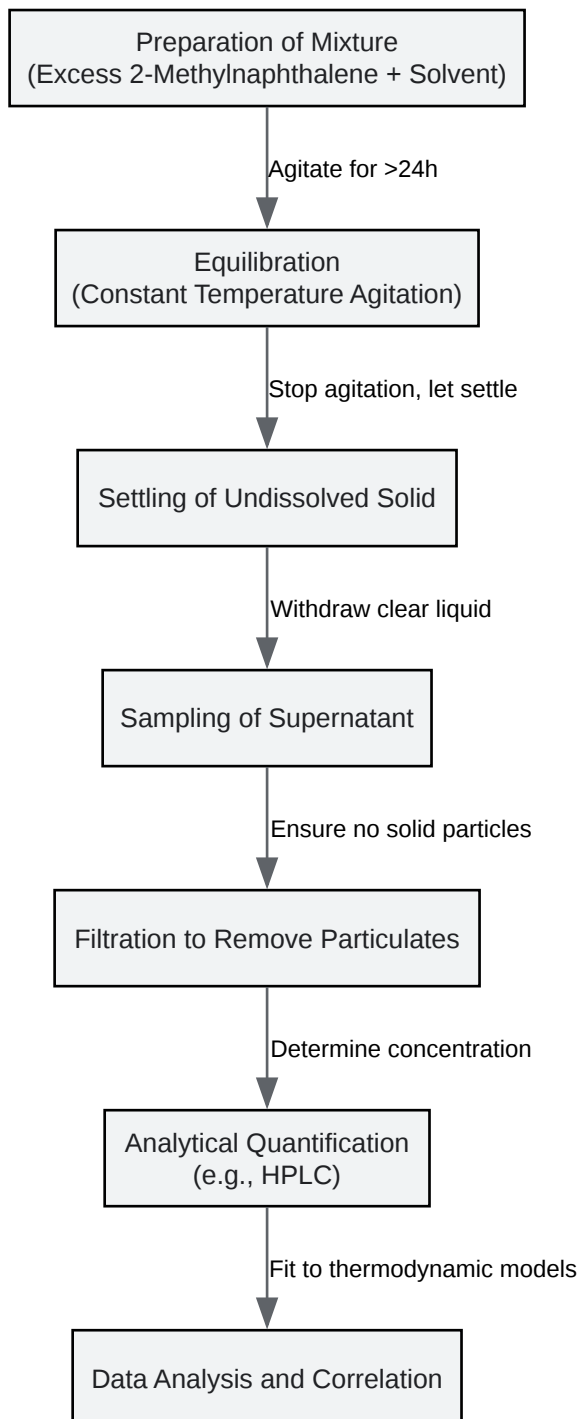 Preparation of Mixture
(Excess 2-Methylnaphthalene + Solvent)
Agitate for >24h
Equilibration
(Constant Temperature Agitation)
Stop agitation, let settle
Settling of Undissolved Solid
Withdraw clear liquid
Sampling of Supernatant
Ensure no solid particles
Filtration to Remove Particulates
Determine concentration
Analytical Quantification
(e.g., HPLC)
Fit to thermodynamic models
Data Analysis and Correlation